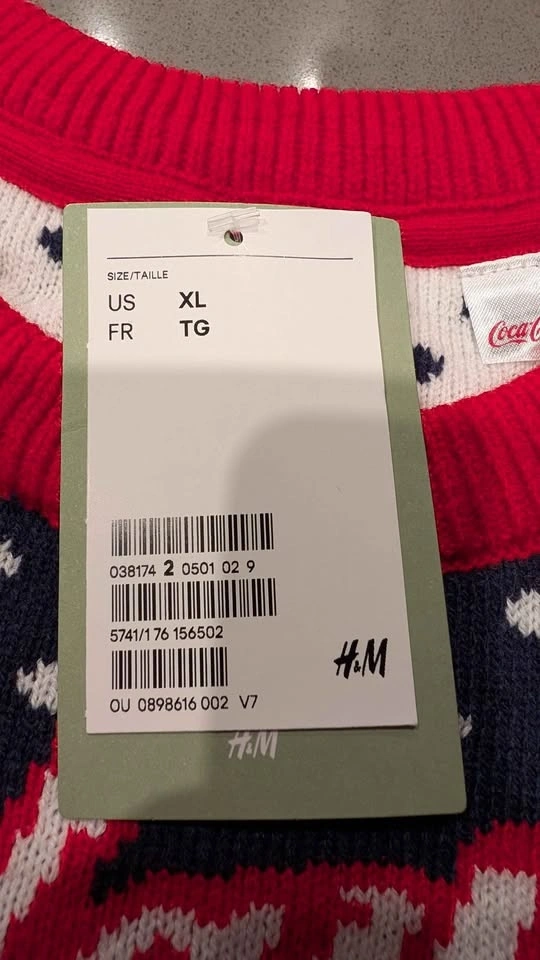 SIZE/TAILLE
US XL
FR TG
Coca-C
038174 2 0501 02 9
5741/1 76 156502
H&M
OU 0898616 002 V7
H&M